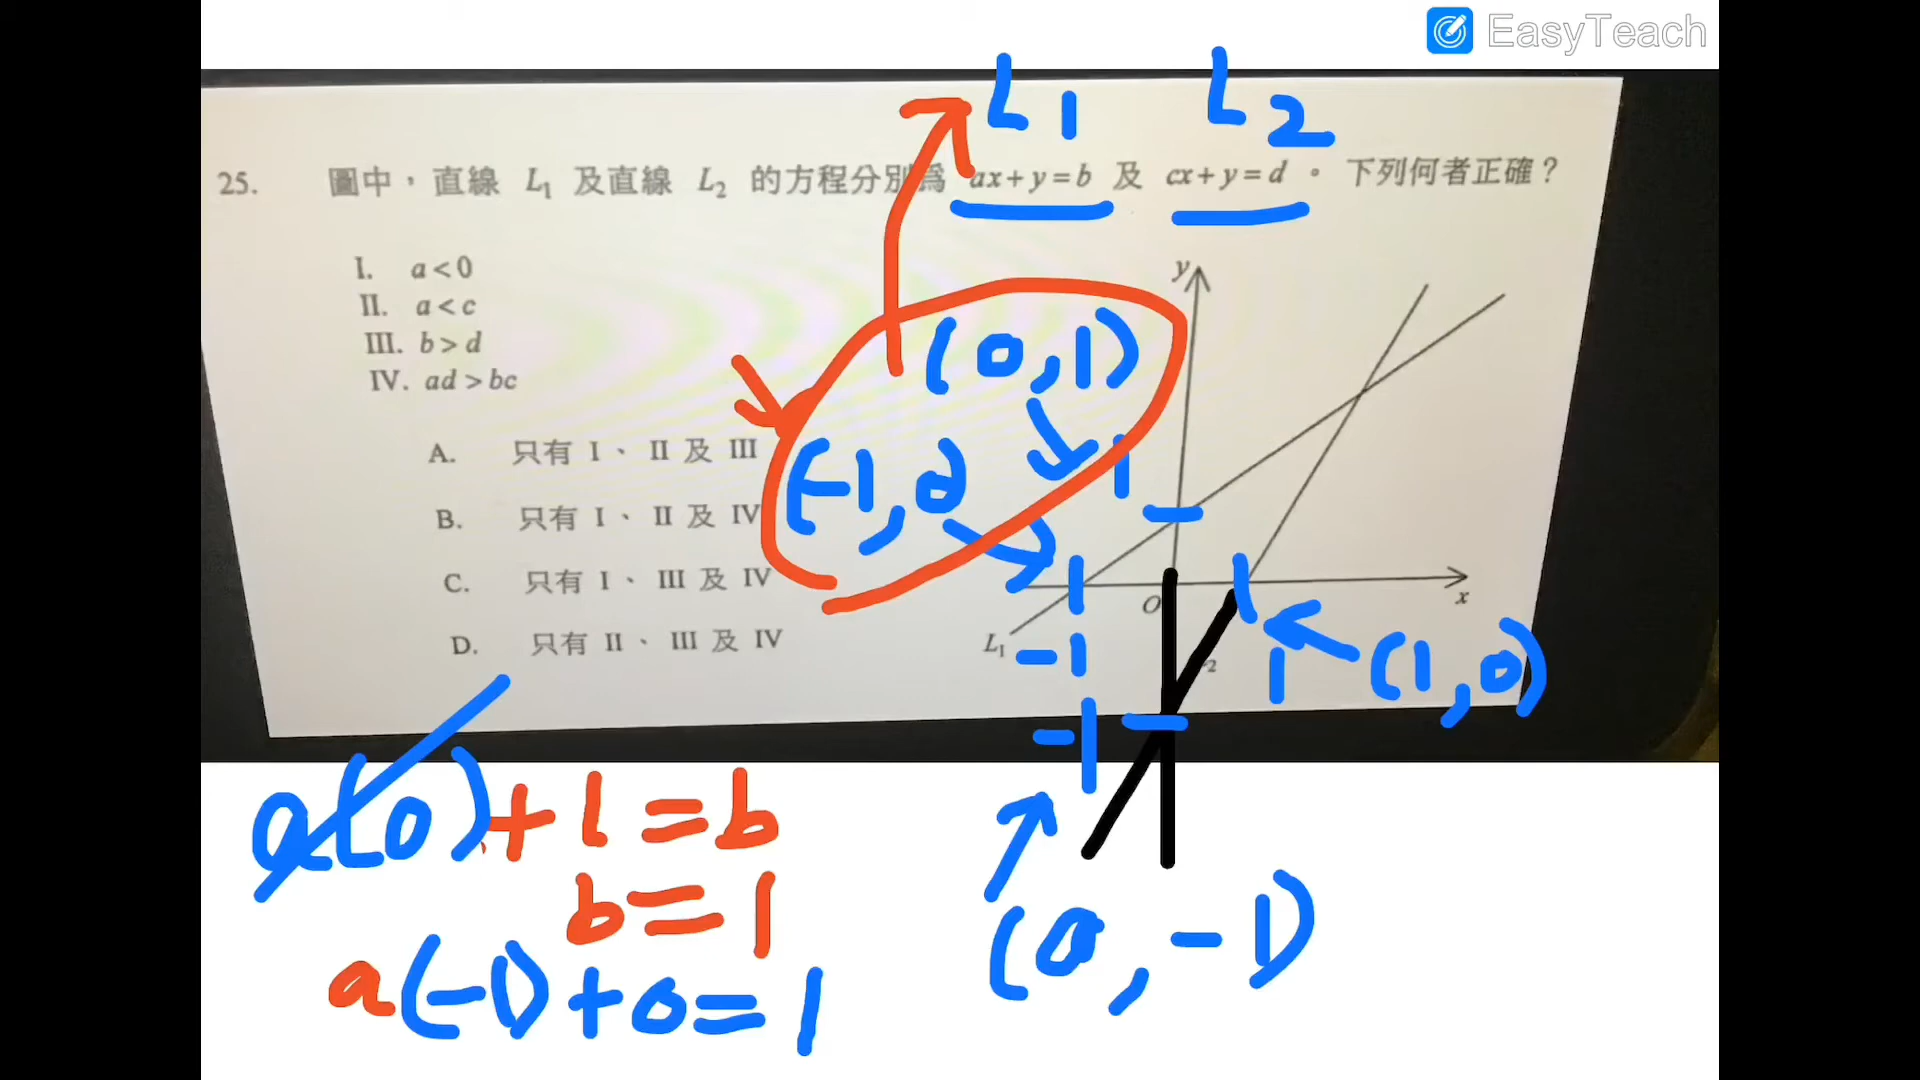 EasyTeach
L1 L2
25. 圖中，直線 L₁ 及直線 L₂ 的方程分別為 ax+y=b 及 cx+y=d 。 下列何者正確？
I. a<0
II. a<c
III. b>d
IV. ad>bc
A. 只有 I、 II 及 III
B. 只有 I、 II 及 IV
C. 只有 I、 III 及 IV
D. 只有 II、 III 及 IV
y
(0,1)
1
(-1,0
O
x
L₁
-1
1
(1,0)
-1
(0,-1)
a(0)+1=b
b=1
a(-1)+0=1